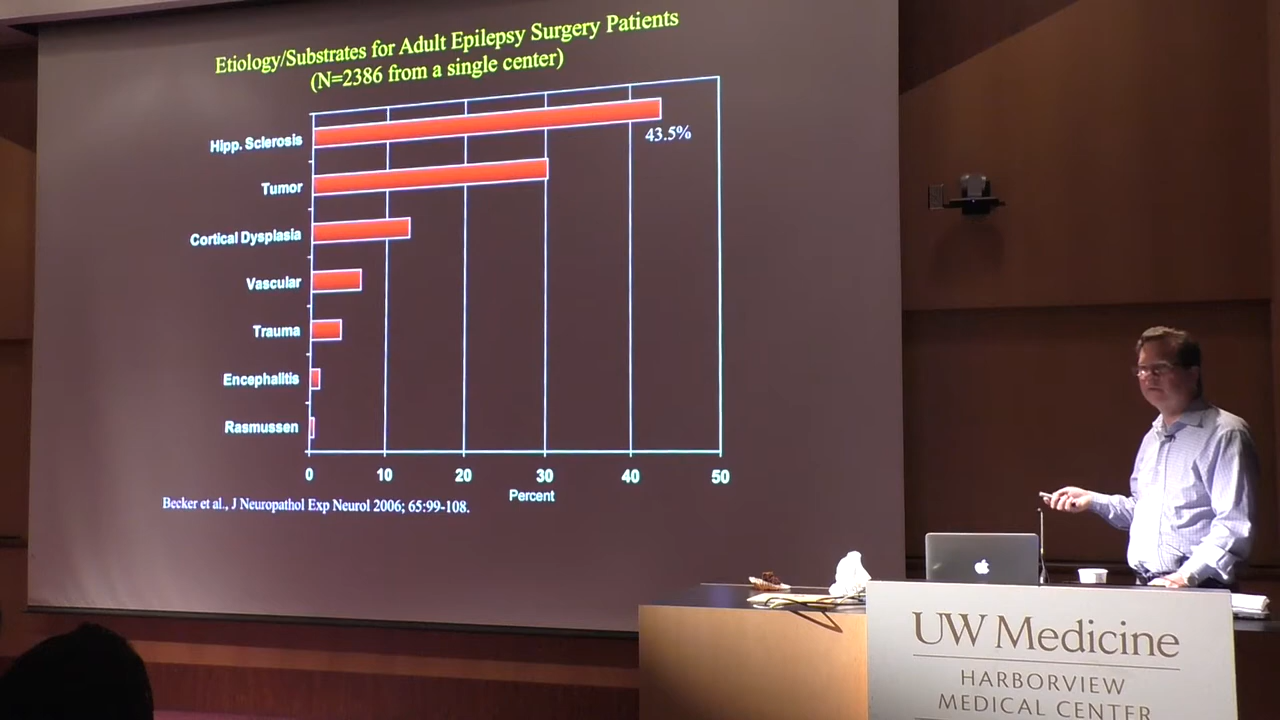 Etiology/Substrates for Adult Epilepsy Surgery Patients
(N=2386 from a single center)
Hipp. Sclerosis
43.5%
Tumor
Cortical Dysplasia
Vascular
Trauma
Encephalitis
Rasmussen
0 10 20 30 40 50
Percent
Becker et al., J Neuropathol Exp Neurol 2006; 65:99-108.
UW Medicine
HARBORVIEW
MEDICAL CENTER